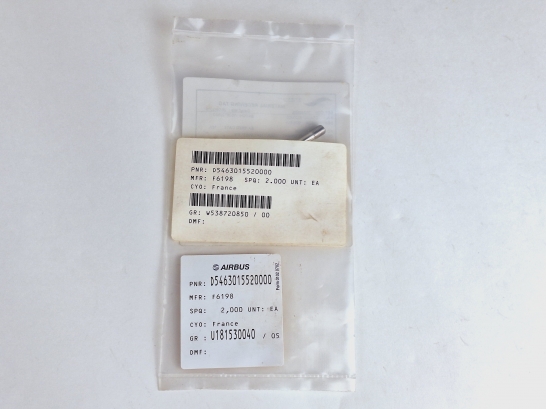 PNR: D5463015520000
MFR: F6198 SPQ: 2.000 UNT: EA
CYO: France
GR: W538720850 / 00
DMF:
AIRBUS
PNR: D5463015520000
MFR: F6198
SPQ: 2,000 UNT: EA
CYO: France
GR : U181530040 / 05
DMF: